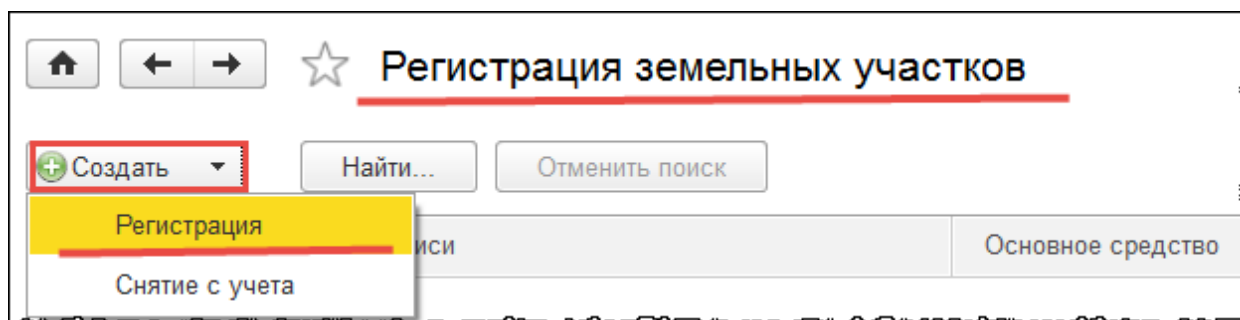 Регистрация земельных участков
Создать Найти... Отменить поиск
Регистрация
иси Основное средство
Снятие с учета